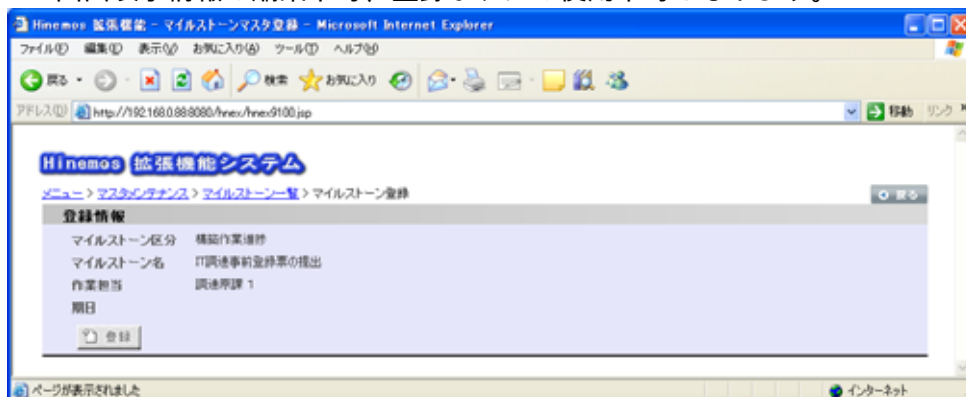 Hinemos 拡張機能 - マイルストーンマスタ登録 - Microsoft Internet Explorer
ファイル(F) 編集(E) 表示(V) お気に入り(A) ツール(T) ヘルプ(H)
戻る 検索 お気に入り
アドレス(D) http://192.168.0.88:8080/hnex/hnex9100.jsp 移動 リンク »
Hinemos 拡張機能システム
メニュー > マスタメンテナンス > マイルストーン一覧 > マイルストーン登録 戻る
登録情報
マイルストーン区分 構築作業進捗
マイルストーン名 IT調達事前登録票の提出
作業担当 調達原課 1
期日
登録
ページが表示されました インターネット